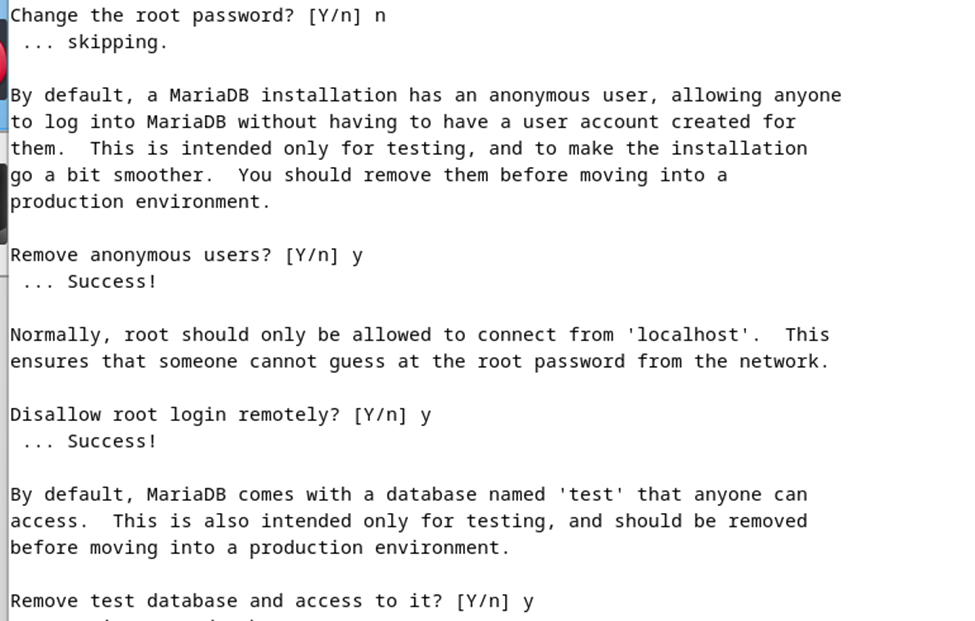 Change the root password? [Y/n] n
 ... skipping.

By default, a MariaDB installation has an anonymous user, allowing anyone
to log into MariaDB without having to have a user account created for
them.  This is intended only for testing, and to make the installation
go a bit smoother.  You should remove them before moving into a
production environment.

Remove anonymous users? [Y/n] y
 ... Success!

Normally, root should only be allowed to connect from 'localhost'.  This
ensures that someone cannot guess at the root password from the network.

Disallow root login remotely? [Y/n] y
 ... Success!

By default, MariaDB comes with a database named 'test' that anyone can
access.  This is also intended only for testing, and should be removed
before moving into a production environment.

Remove test database and access to it? [Y/n] y